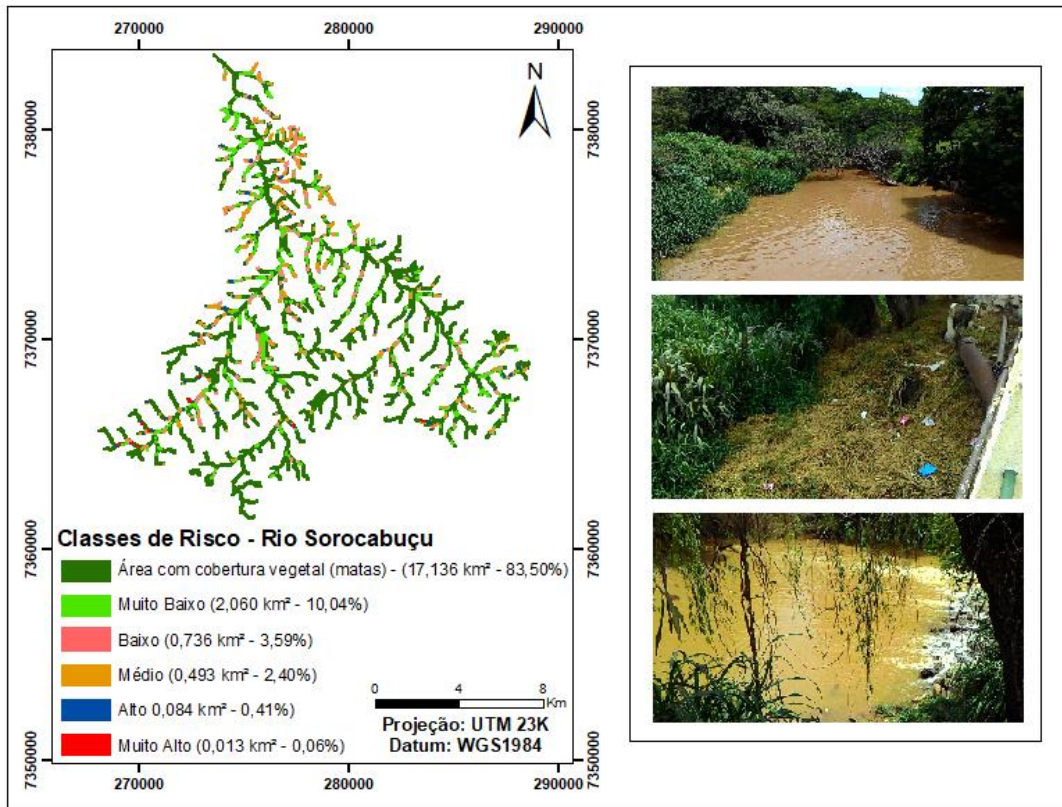 270000 280000 290000
N
7380000 7380000
7370000 7370000
Classes de Risco - Rio Sorocabuçu
7360000 7360000
Área com cobertura vegetal (matas) - (17,136 km² - 83,50%)
Muito Baixo (2,060 km² - 10,04%)
Baixo (0,736 km² - 3,59%)
Médio (0,493 km² - 2,40%)
Alto 0,084 km² - 0,41%)
Muito Alto (0,013 km² - 0,06%)
0 4 8
Km
Projeção: UTM 23K
Datum: WGS1984
7350000 7350000
270000 280000 290000